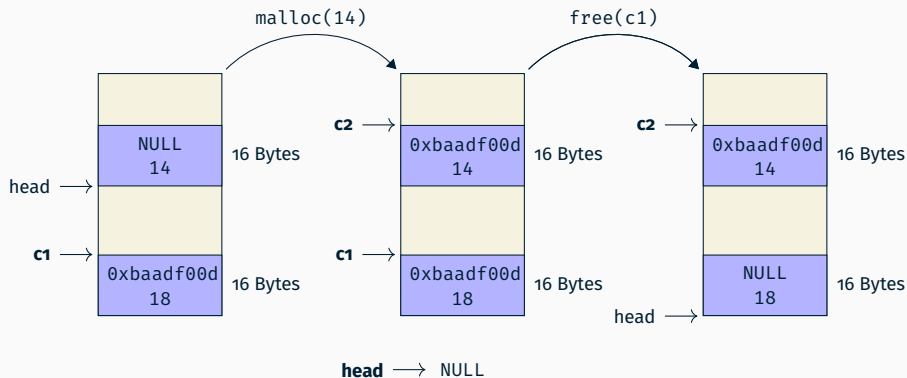 malloc(14)
free(c1)
NULL
14
16 Bytes
head
c1
0xbaadf00d
18
16 Bytes
c2
0xbaadf00d
14
16 Bytes
c1
0xbaadf00d
18
16 Bytes
head
NULL
c2
0xbaadf00d
14
16 Bytes
NULL
18
16 Bytes
head